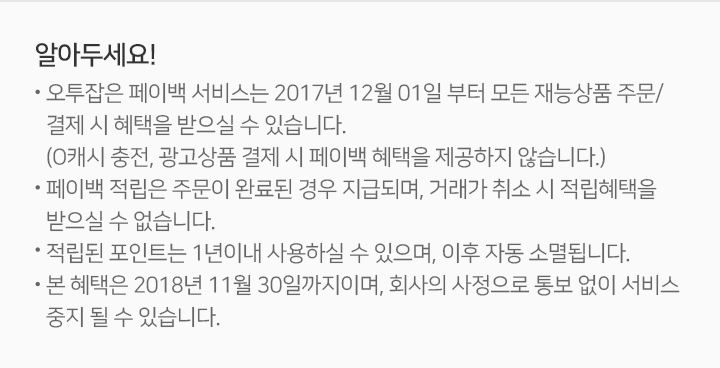 알아두세요!
• 오투잡은 페이백 서비스는 2017년 12월 01일 부터 모든 재능상품 주문/
결제 시 혜택을 받으실 수 있습니다.
(O캐시 충전, 광고상품 결제 시 페이백 혜택을 제공하지 않습니다.)
• 페이백 적립은 주문이 완료된 경우 지급되며, 거래가 취소 시 적립혜택을
받으실 수 없습니다.
• 적립된 포인트는 1년이내 사용하실 수 있으며, 이후 자동 소멸됩니다.
• 본 혜택은 2018년 11월 30일까지이며, 회사의 사정으로 통보 없이 서비스
중지 될 수 있습니다.